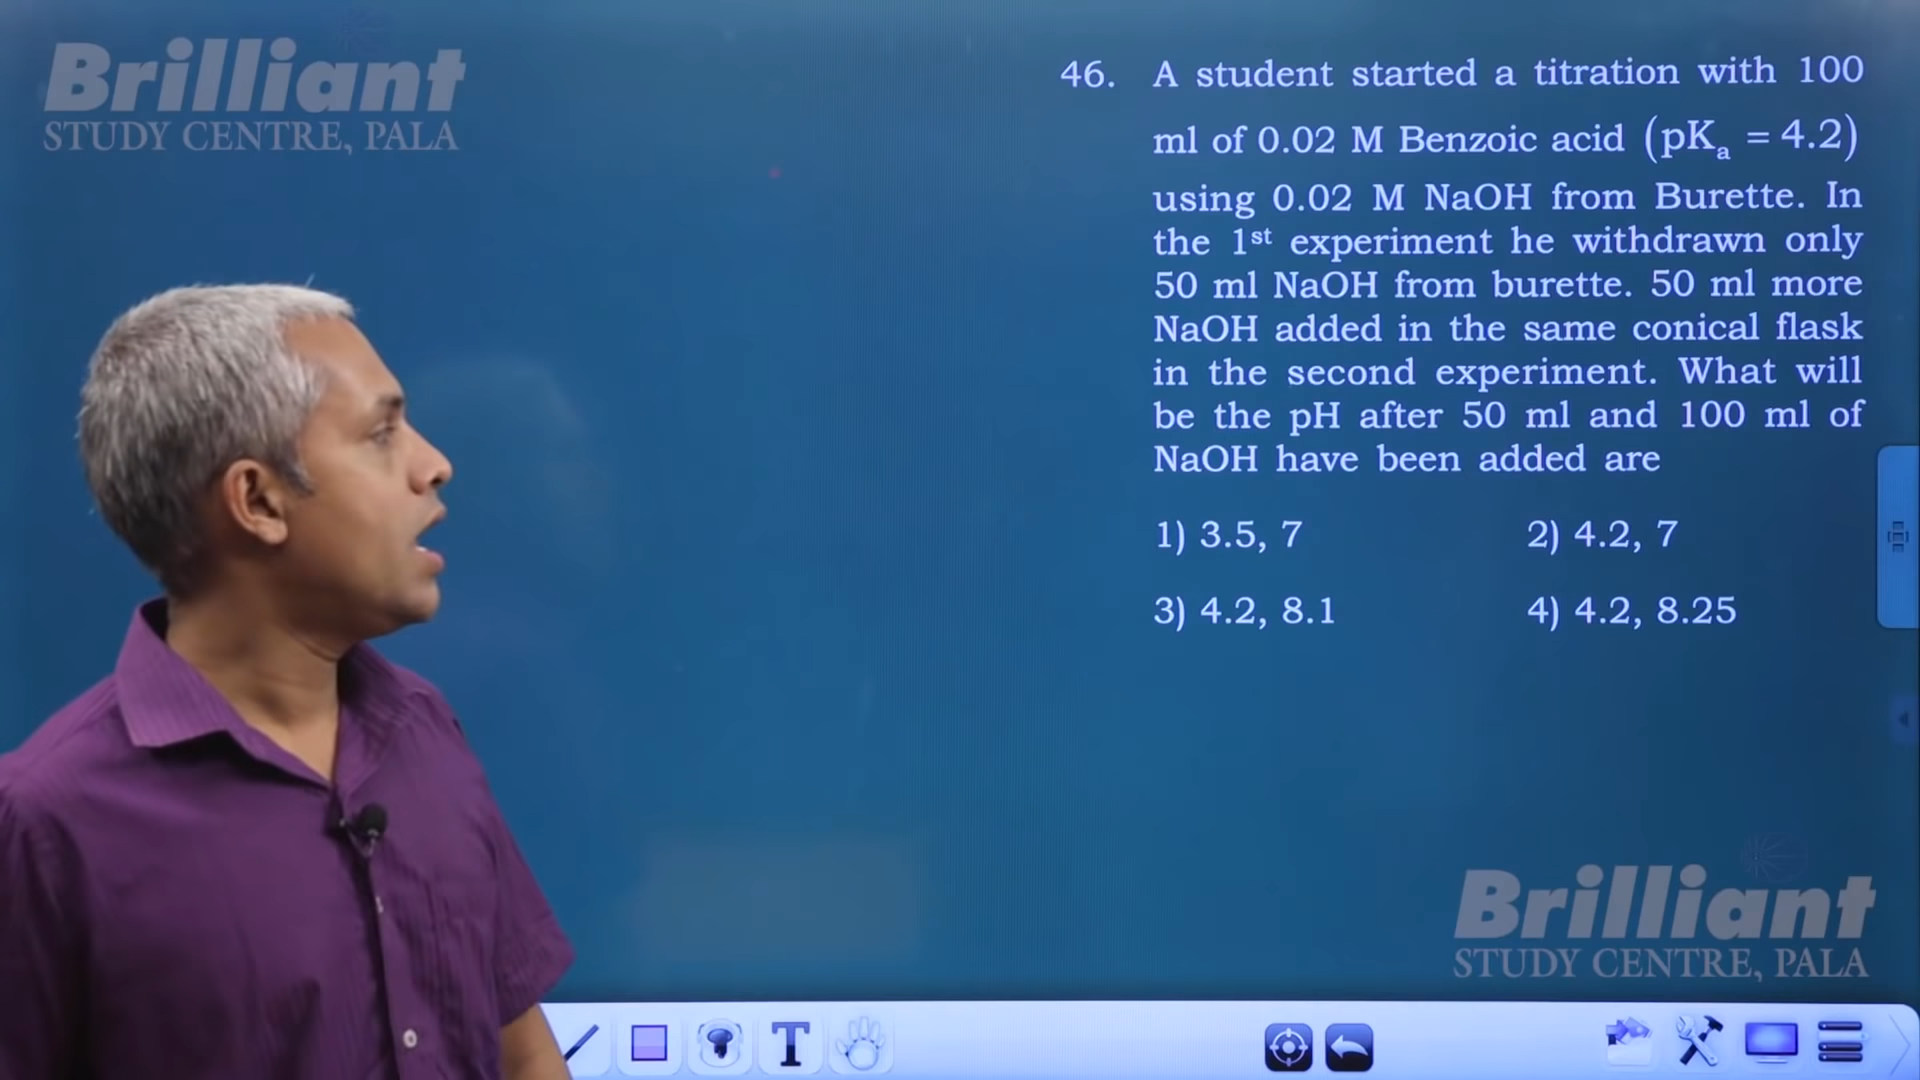 Brilliant
STUDY CENTRE, PALA
46. A student started a titration with 100
ml of 0.02 M Benzoic acid (pKₐ = 4.2)
using 0.02 M NaOH from Burette. In
the 1ˢᵗ experiment he withdrawn only
50 ml NaOH from burette. 50 ml more
NaOH added in the same conical flask
in the second experiment. What will
be the pH after 50 ml and 100 ml of
NaOH have been added are
1) 3.5, 7 2) 4.2, 7
3) 4.2, 8.1 4) 4.2, 8.25
Brilliant
STUDY CENTRE, PALA
T